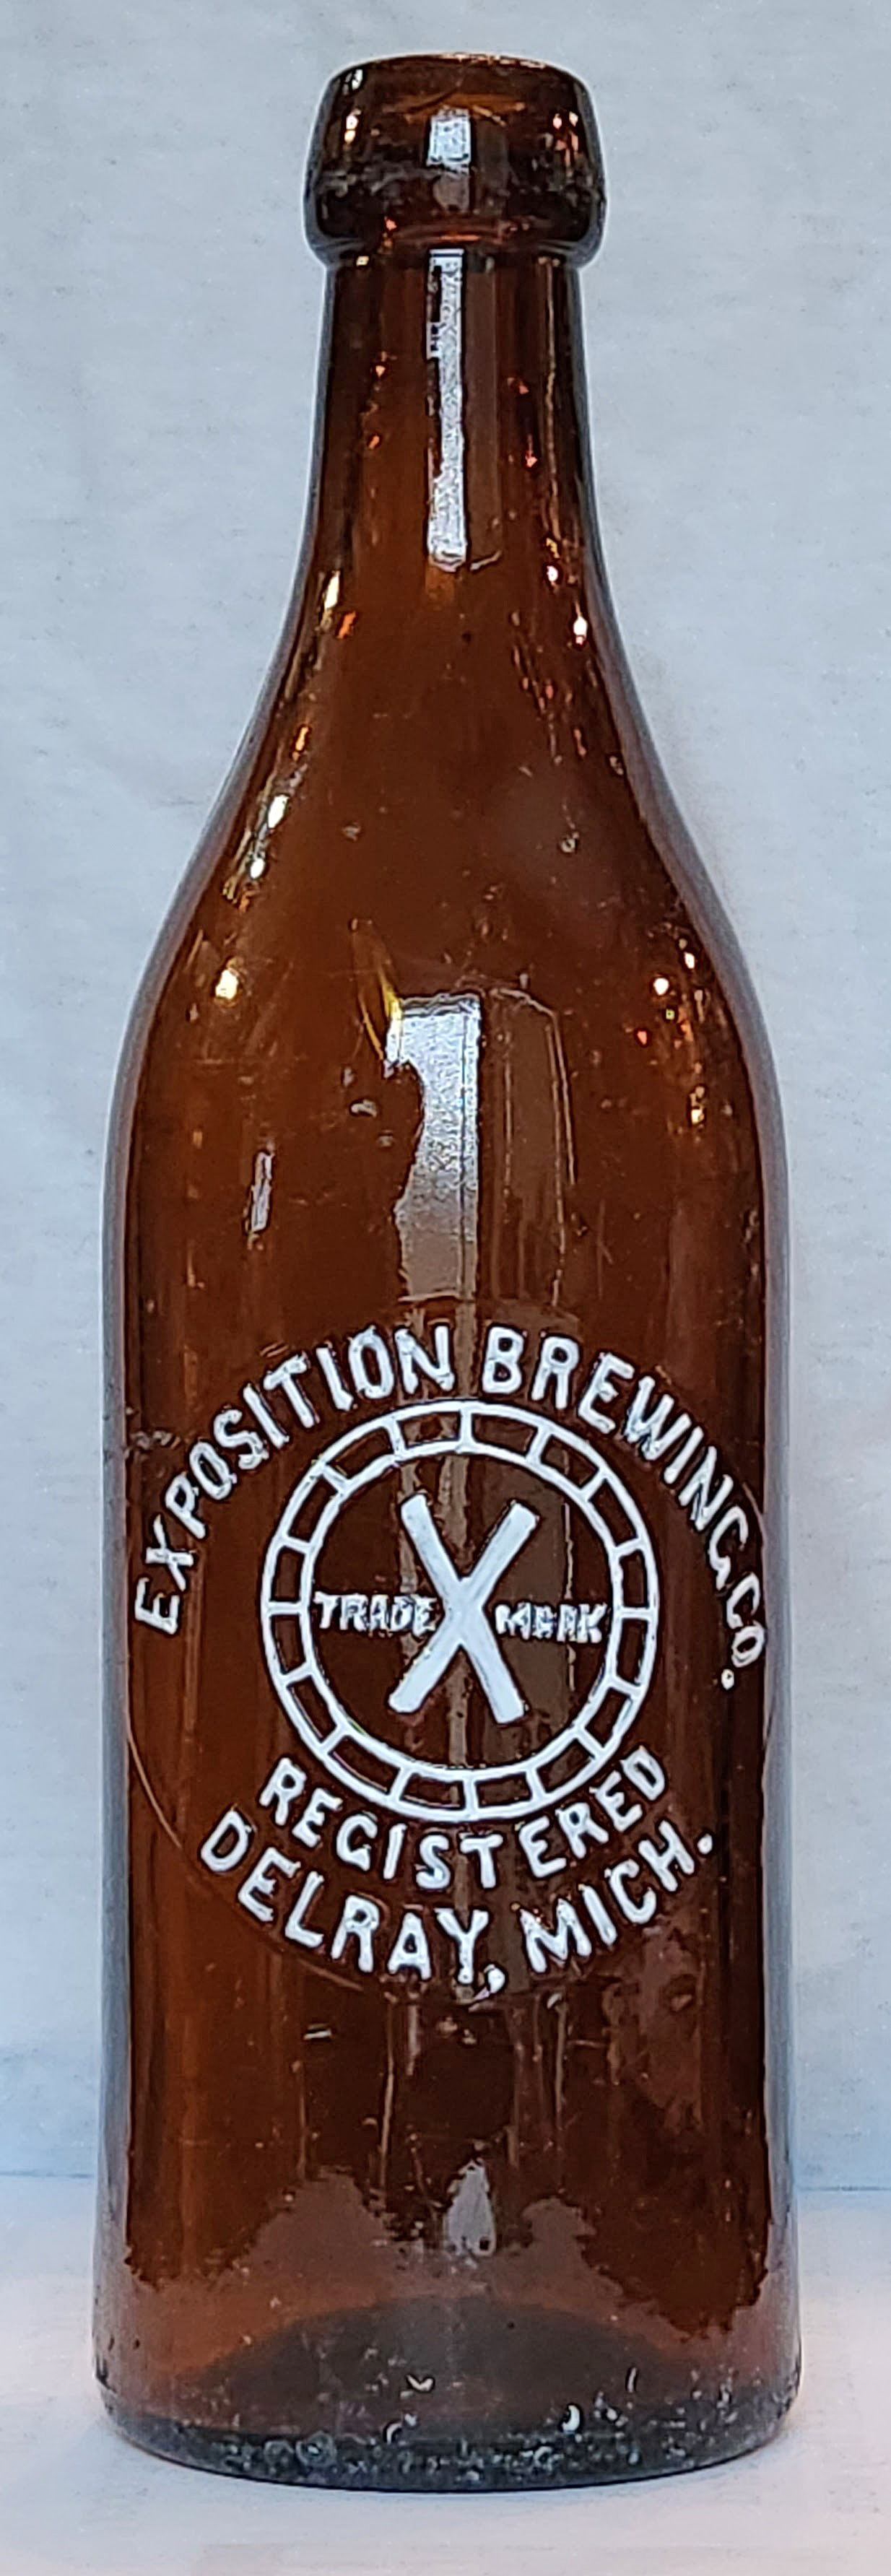 EXPOSITION BREWING CO.
TRADE X MARK
REGISTERED
DELRAY, MICH.